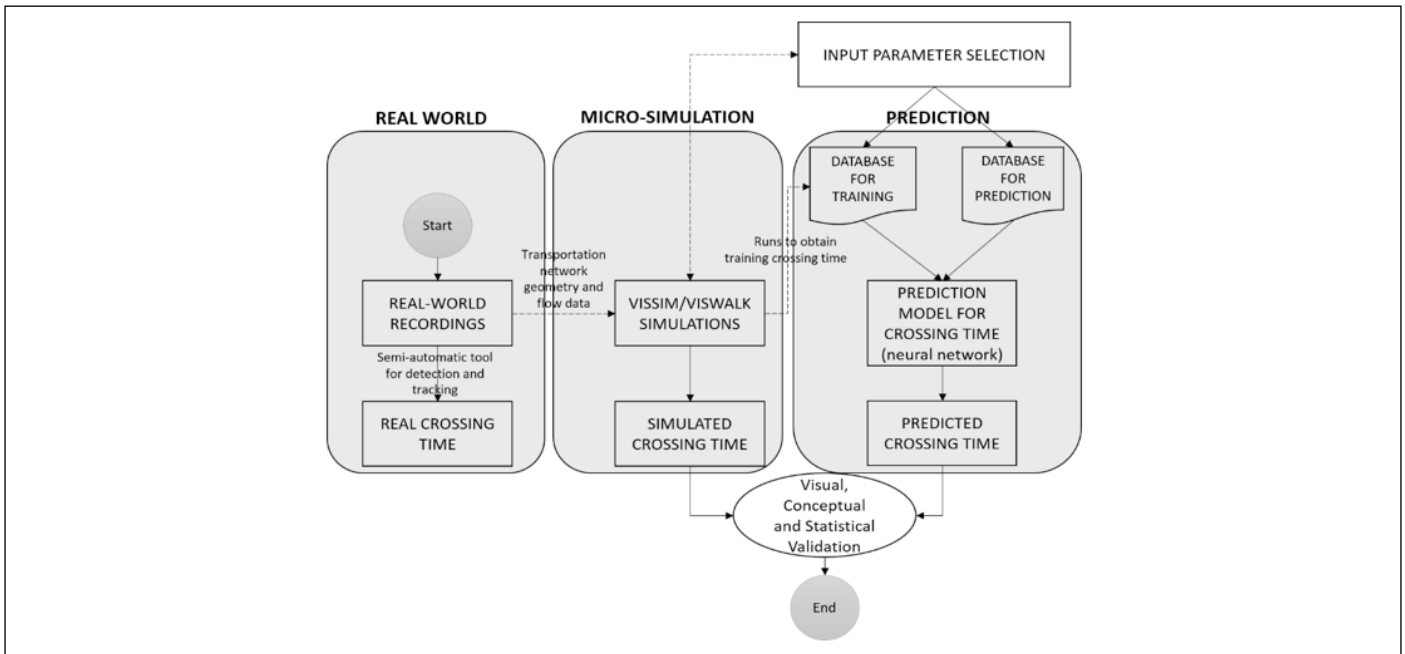 INPUT PARAMETER SELECTION
REAL WORLD
MICRO-SIMULATION
PREDICTION
DATABASE
FOR
TRAINING
DATABASE
FOR
PREDICTION
Start
Transportation
network
geometry and
flow data
Runs to obtain
training crossing time
REAL-WORLD
RECORDINGS
VISSIM/VISWALK
SIMULATIONS
PREDICTION
MODEL FOR
CROSSING TIME
(neural network)
Semi-automatic tool
for detection and
tracking
REAL CROSSING
TIME
SIMULATED
CROSSING TIME
PREDICTED
CROSSING TIME
Visual,
Conceptual
and Statistical
Validation
End